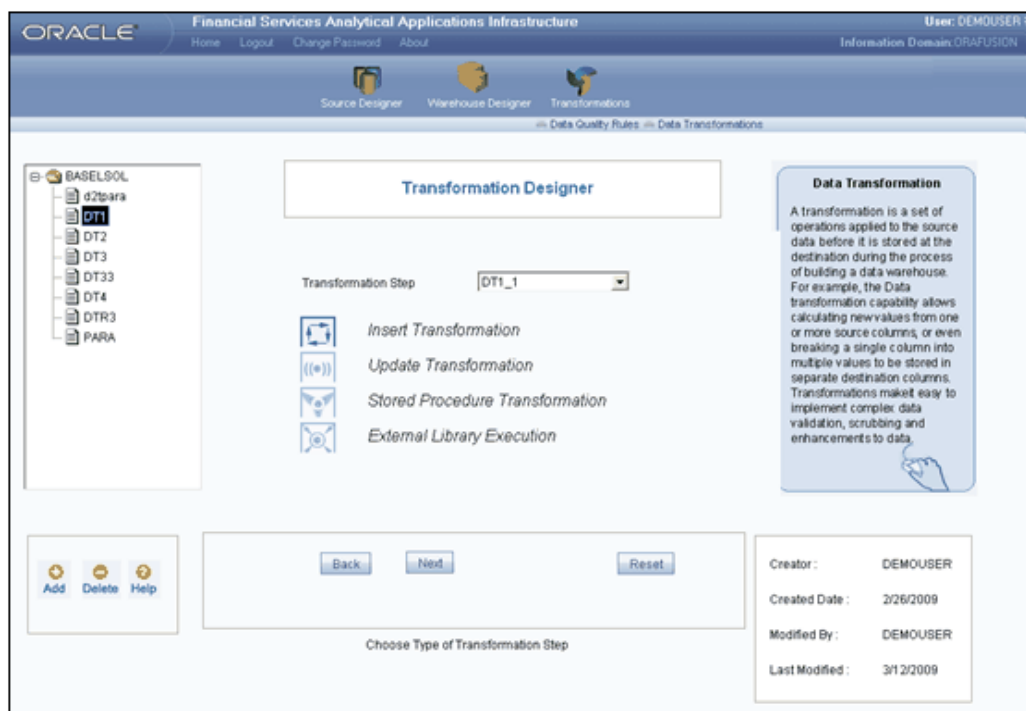 ORACLE
Financial Services Analytical Applications Infrastructure
User: DEMOUSER
Home Logout Change Password About
Information Domain:ORAFUSION
Source Designer Warehouse Designer Transformations
Data Quality Rules Data Transformations
BASELSOL
d2tpara
DT1
DT2
DT3
DT33
DT4
DTR3
PARA
Transformation Designer
Transformation Step DT1_1
Insert Transformation
Update Transformation
Stored Procedure Transformation
External Library Execution
Data Transformation
A transformation is a set of
operations applied to the source
data before it is stored at the
destination during the process
of building a data warehouse.
For example, the Data
transformation capability allows
calculating new values from one
or more source columns, or even
breaking a single column into
multiple values to be stored in
separate destination columns.
Transformations makeit easy to
implement complex data
validation, scrubbing and
enhancements to data.
Add Delete Help
Back Next Reset
Choose Type of Transformation Step
Creator : DEMOUSER
Created Date : 2/26/2009
Modified By : DEMOUSER
Last Modified : 3/12/2009